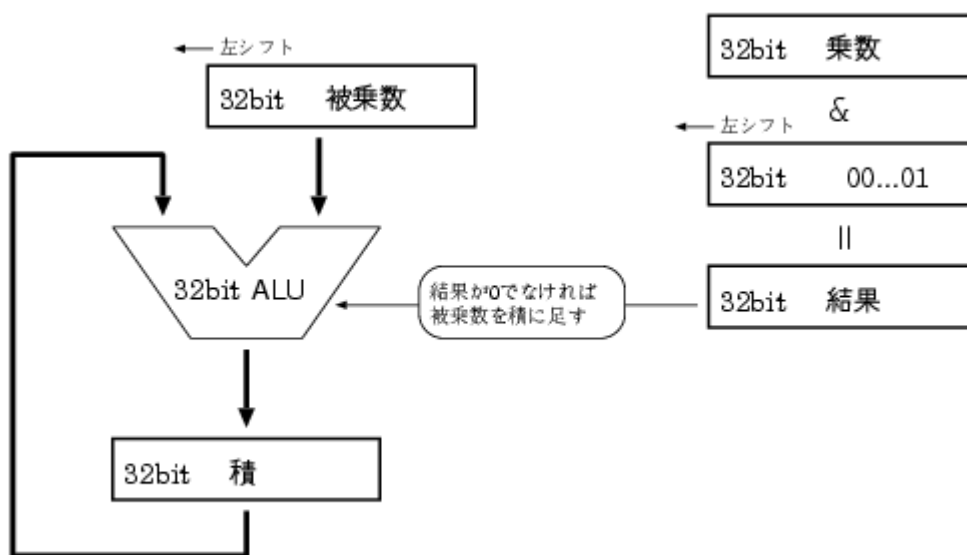 左シフト
32bit 被乗数
32bit 乗数
&
左シフト
32bit 00...01
=
32bit 結果
32bit ALU
結果が0でなければ
被乗数を積に足す
32bit 積